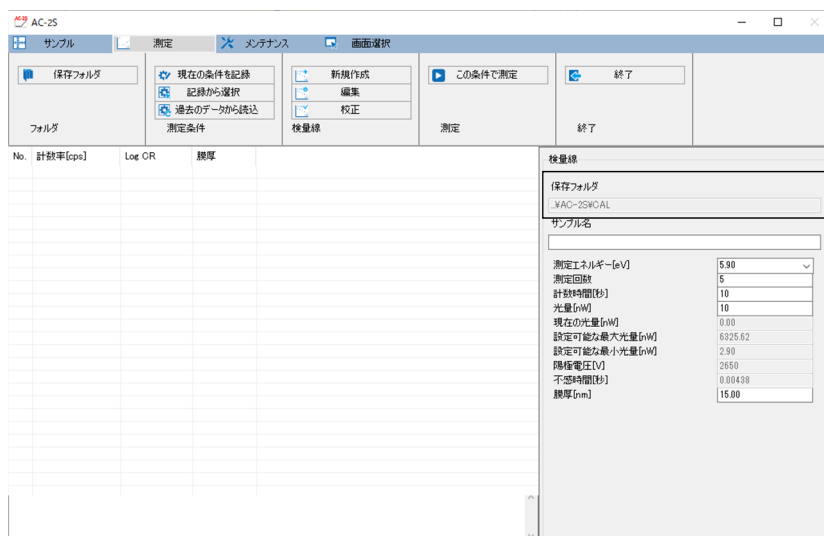 AC-2S
サンプル 測定 メンテナンス 画面選択
保存フォルダ 現在の条件を記録 新規作成 この条件で測定 終了
記録から選択 編集
過去のデータから読込 校正
フォルダ 測定条件 検量線 測定 終了
No. 計数率[cps] Log CR 膜厚
検量線
保存フォルダ
..¥AC-2S¥CAL
サンプル名
測定エネルギー[eV] 5.90
測定回数 5
計数時間[秒] 10
光量[nW] 10
現在の光量[nW] 0.00
設定可能な最大光量[nW] 6325.62
設定可能な最小光量[nW] 2.90
陽極電圧[V] 2650
不感時間[秒] 0.00438
膜厚[nm] 15.00